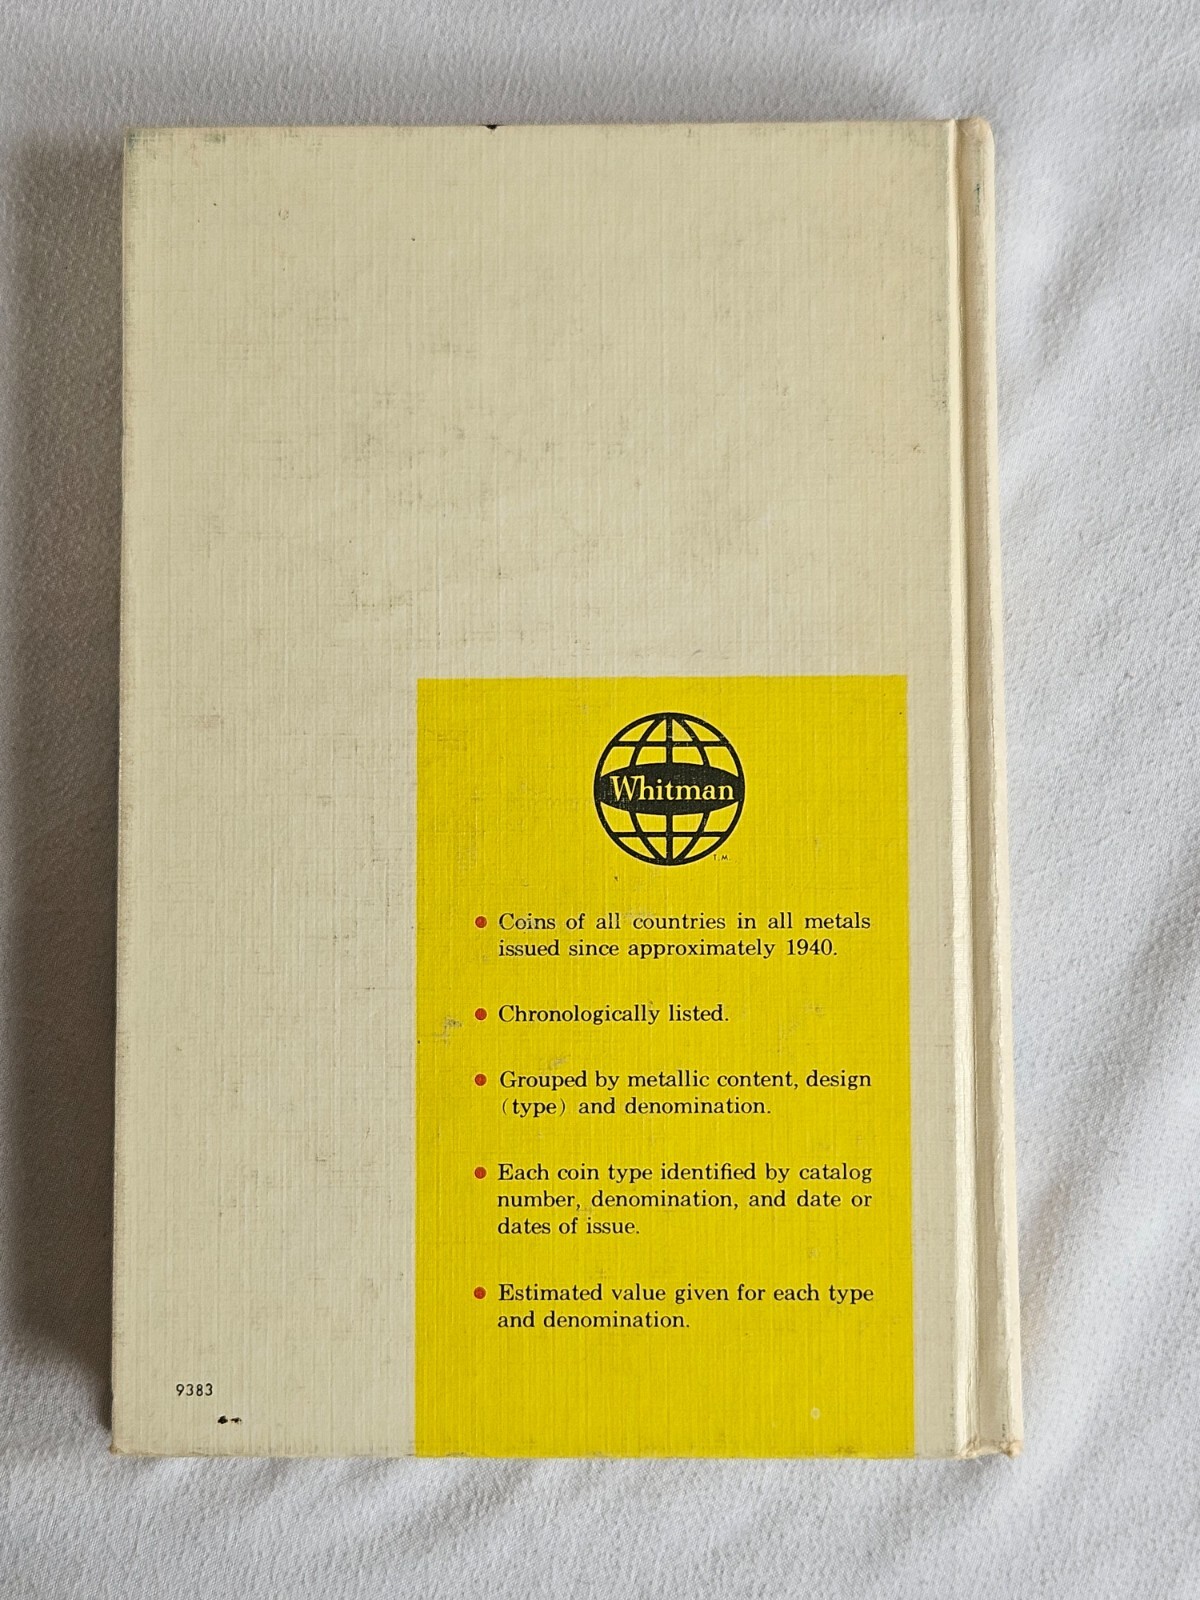 Whitman
T.M.
● Coins of all countries in all metals
issued since approximately 1940.
● Chronologically listed.
● Grouped by metallic content, design
(type) and denomination.
● Each coin type identified by catalog
number, denomination, and date or
dates of issue.
● Estimated value given for each type
and denomination.
9383